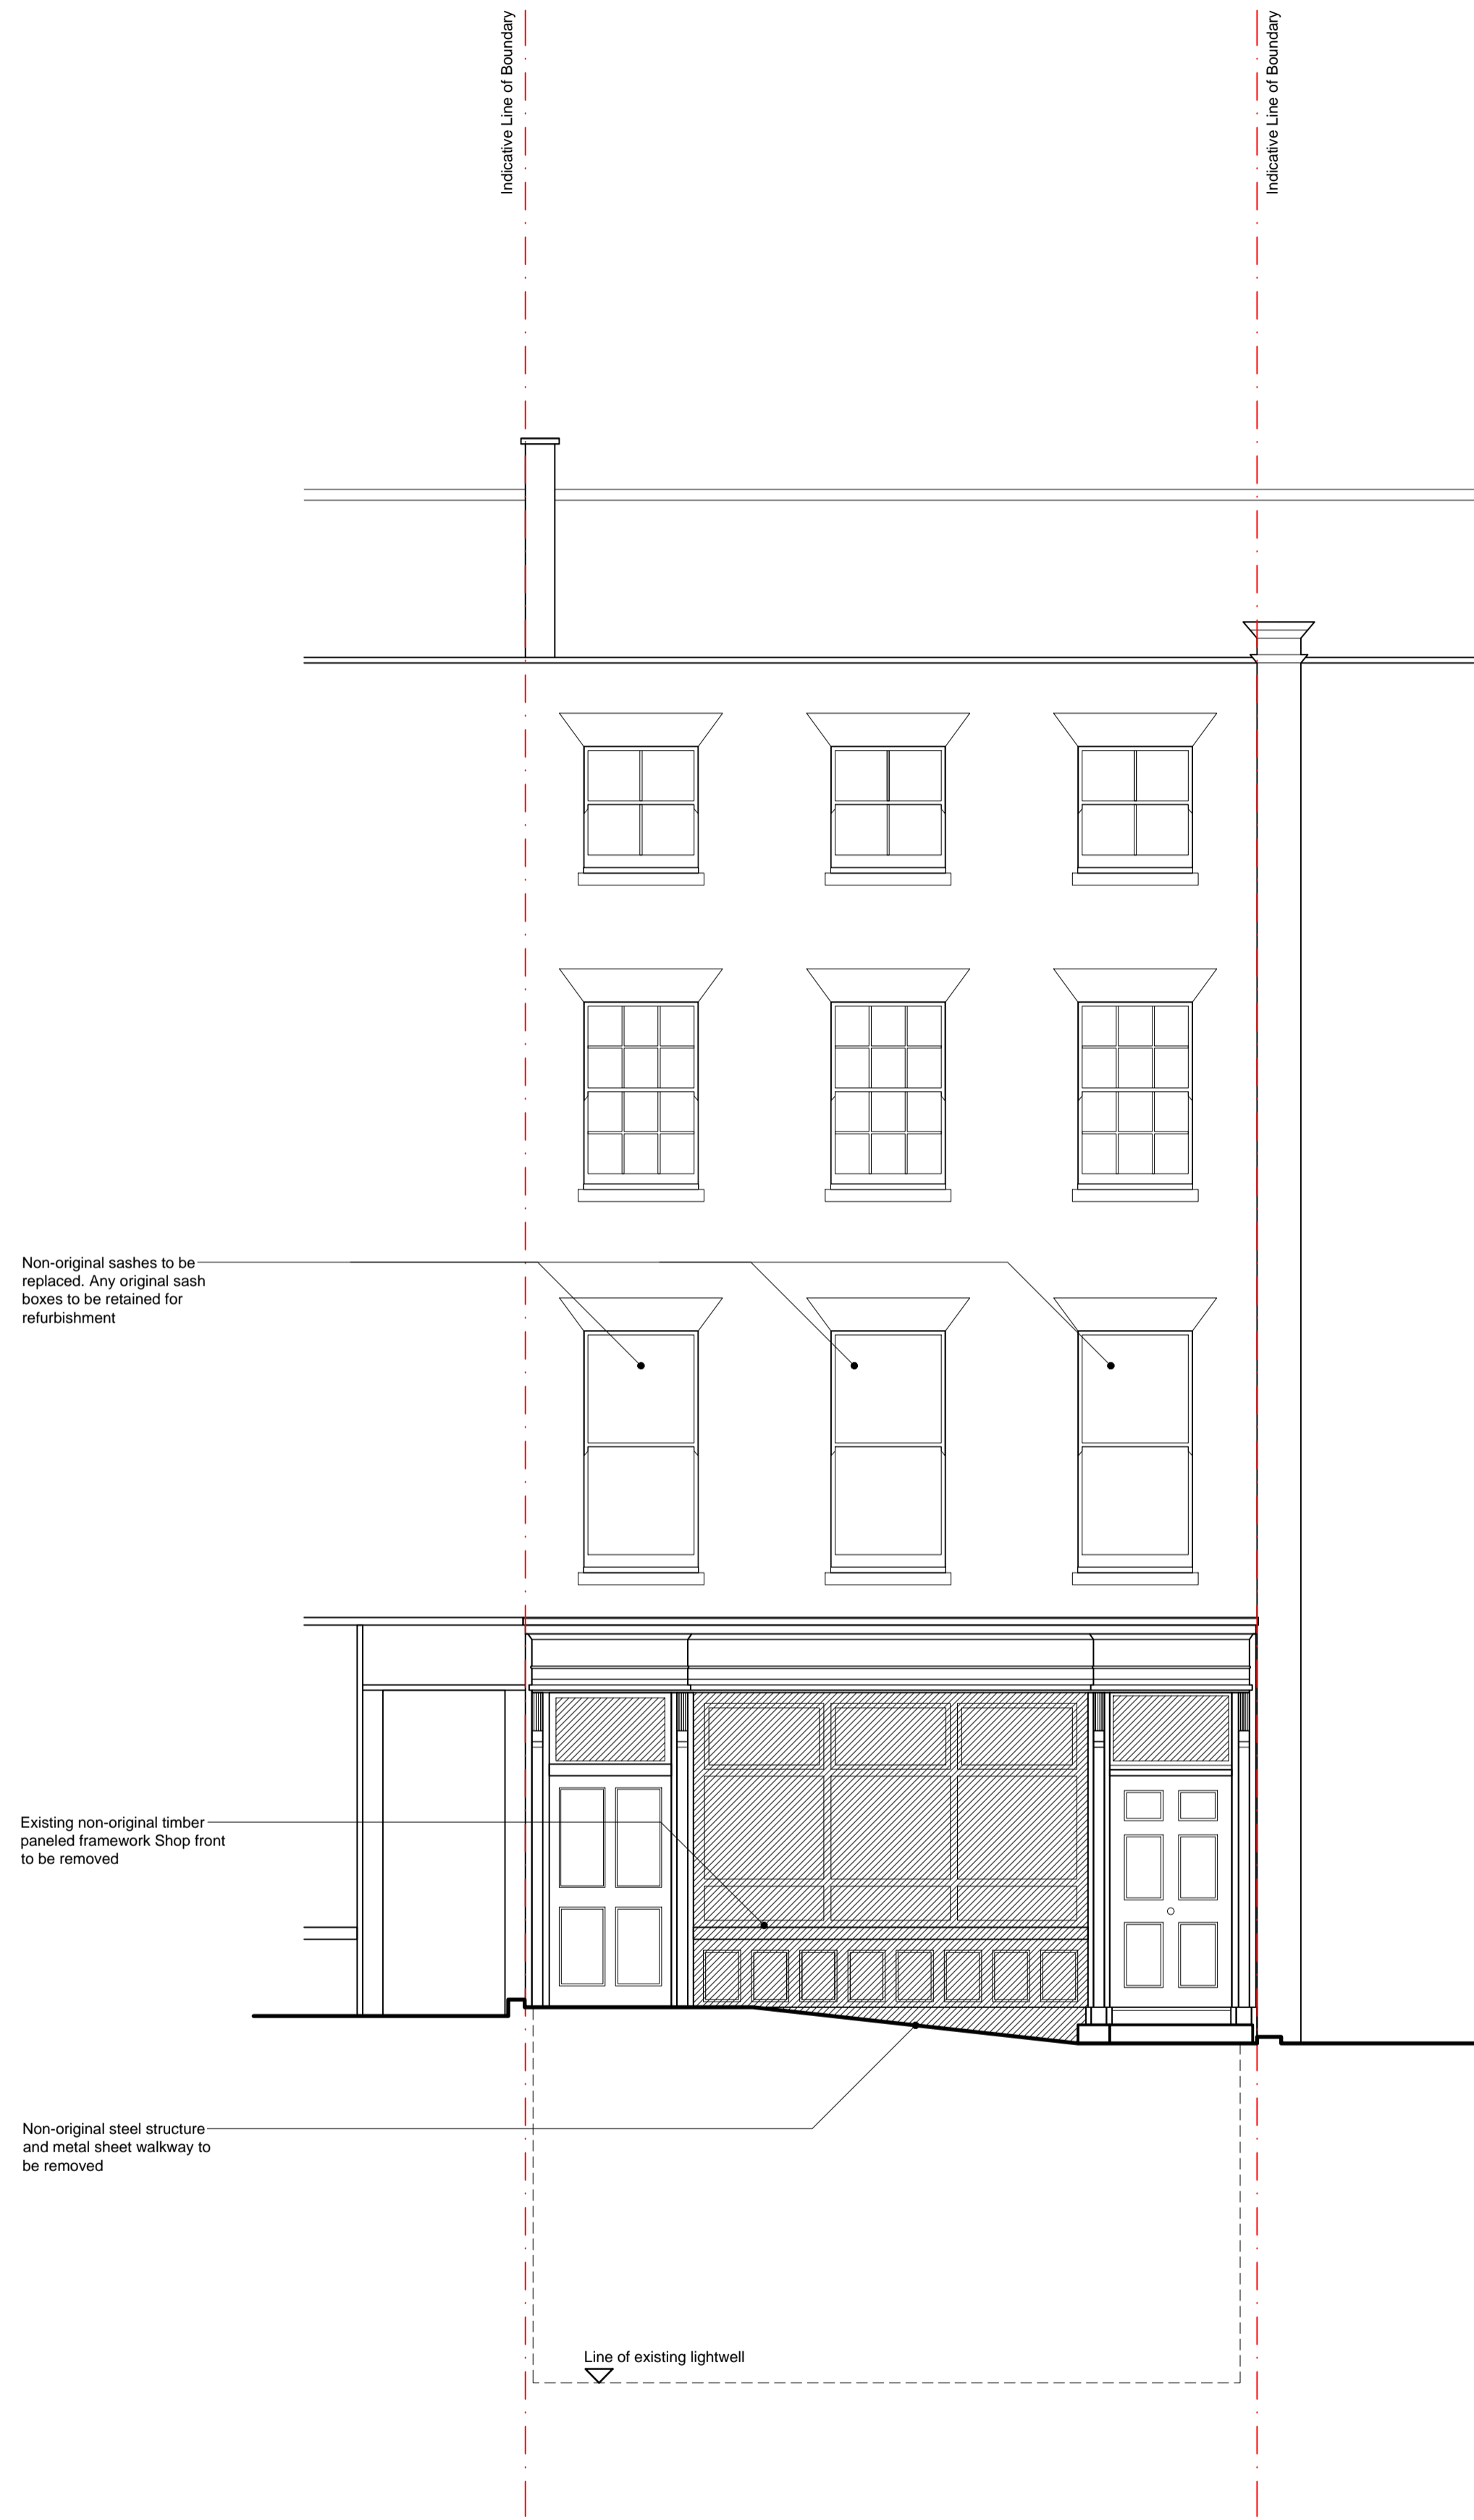 Indicative Line of Boundary
Indicative Line of Boundary
Non-original sashes to be
replaced. Any original sash
boxes to be retained for
refurbishment
Existing non-original timber
paneled framework Shop front
to be removed
Non-original steel structure
and metal sheet walkway to
be removed
Line of existing lightwell